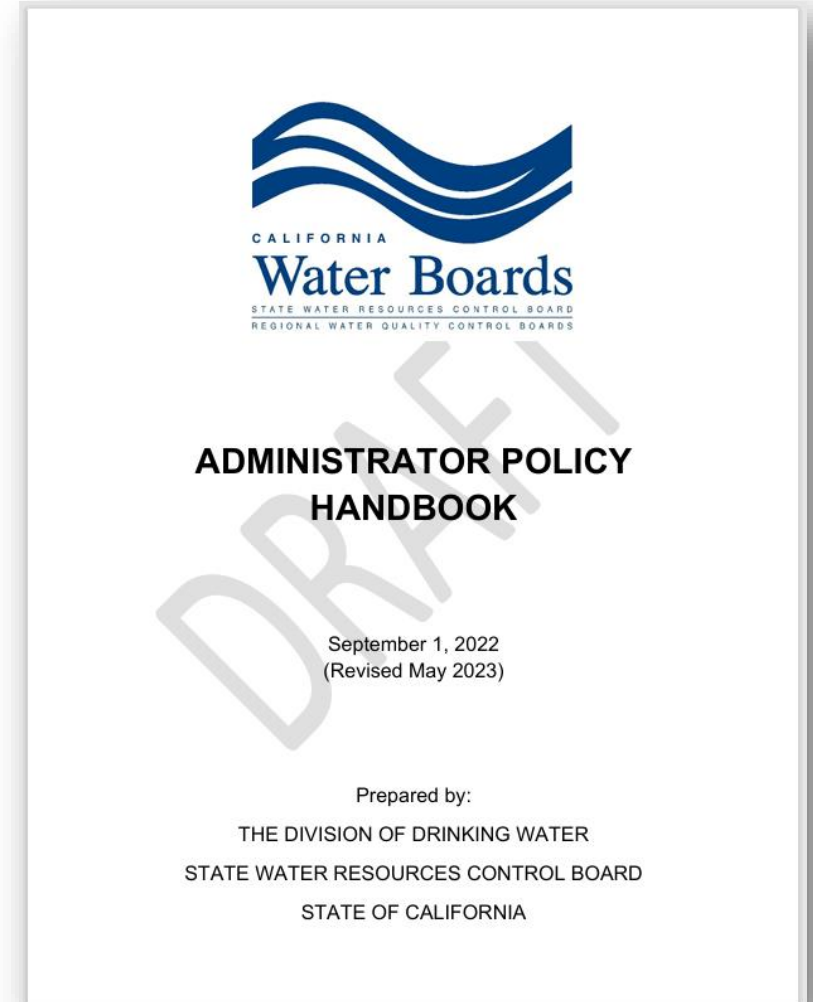 CALIFORNIA
Water Boards
STATE WATER RESOURCES CONTROL BOARD
REGIONAL WATER QUALITY CONTROL BOARDS
DRAFT
ADMINISTRATOR POLICY
HANDBOOK
September 1, 2022
(Revised May 2023)
Prepared by:
THE DIVISION OF DRINKING WATER
STATE WATER RESOURCES CONTROL BOARD
STATE OF CALIFORNIA